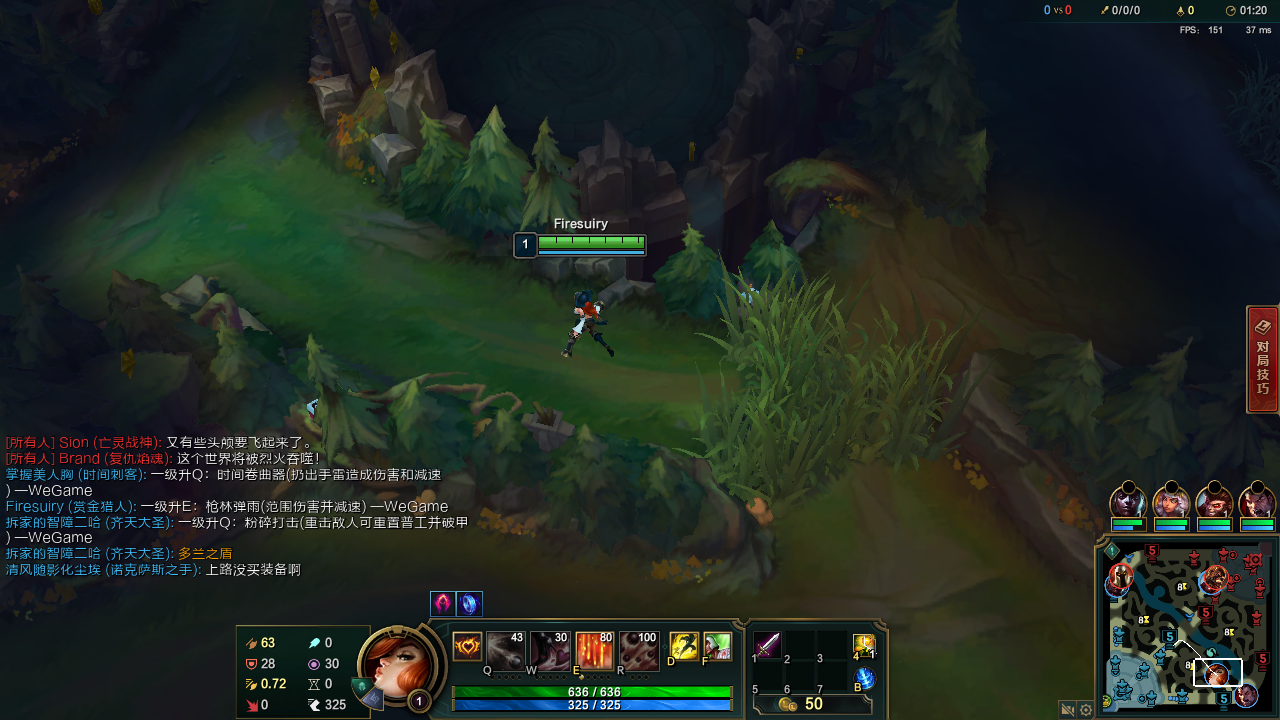 0 vs 0 0/0/0 0 01:20
FPS: 151 37 ms
Firesuiry
1
对局技巧
[所有人] Sion (亡灵战神): 又有些头颅要飞起来了。
[所有人] Brand (复仇焰魂): 这个世界将被烈火吞噬!
掌握美人胸 (时间刺客): 一级升Q: 时间卷曲器(扔出手雷造成伤害和减速
) —WeGame
Firesuiry (赏金猎人): 一级升E: 枪林弹雨(范围伤害并减速) —WeGame
拆家的智障二哈 (齐天大圣): 一级升Q: 粉碎打击(重击敌人可重置普工并破甲
) —WeGame
拆家的智障二哈 (齐天大圣): 多兰之盾
清风随影化尘埃 (诺克萨斯之手): 上路没买装备啊
63 0
28 30
0.72 0
0 325
1
43 30 80 100
Q W E R D F
636 / 636
325 / 325
1 2 3 4 1
5 6 7 B
50
5
8
5
8 8
5
8
5
5